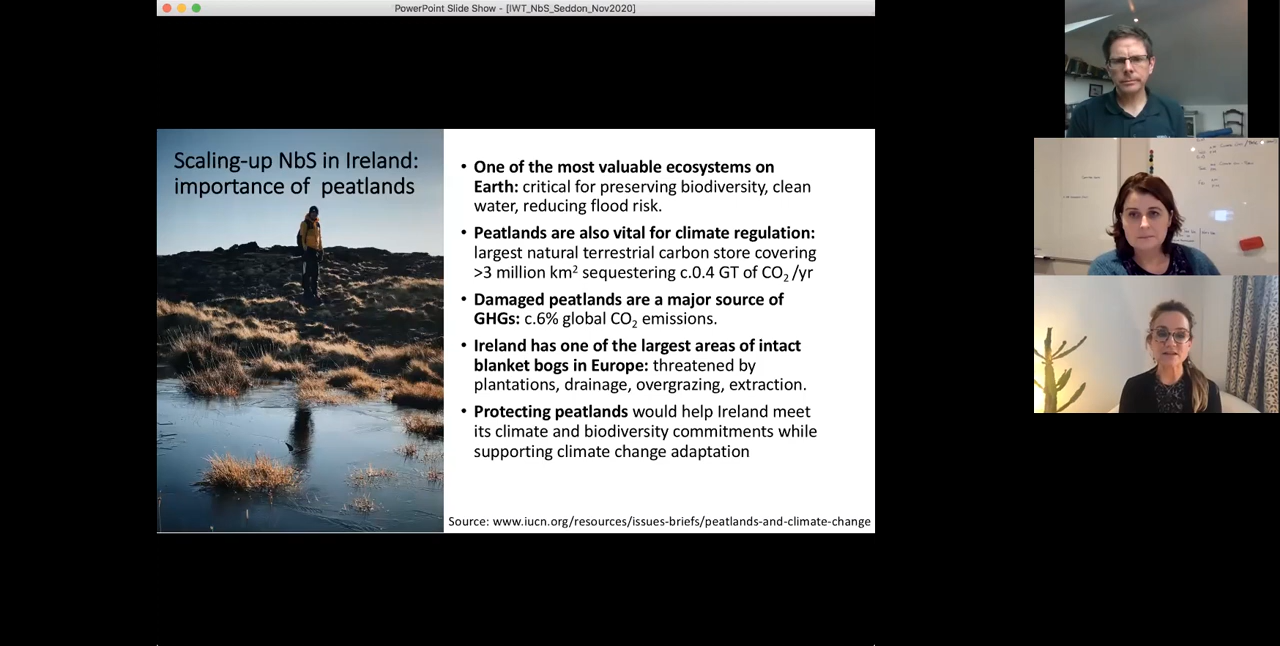 PowerPoint Slide Show - [IWT_NbS_Seddon_Nov2020]
Scaling-up NbS in Ireland:
importance of peatlands
• One of the most valuable ecosystems on
Earth: critical for preserving biodiversity, clean
water, reducing flood risk.
• Peatlands are also vital for climate regulation:
largest natural terrestrial carbon store covering
>3 million km² sequestering c.0.4 GT of CO₂ /yr
• Damaged peatlands are a major source of
GHGs: c.6% global CO₂ emissions.
• Ireland has one of the largest areas of intact
blanket bogs in Europe: threatened by
plantations, drainage, overgrazing, extraction.
• Protecting peatlands would help Ireland meet
its climate and biodiversity commitments while
supporting climate change adaptation
Source: www.iucn.org/resources/issues-briefs/peatlands-and-climate-change